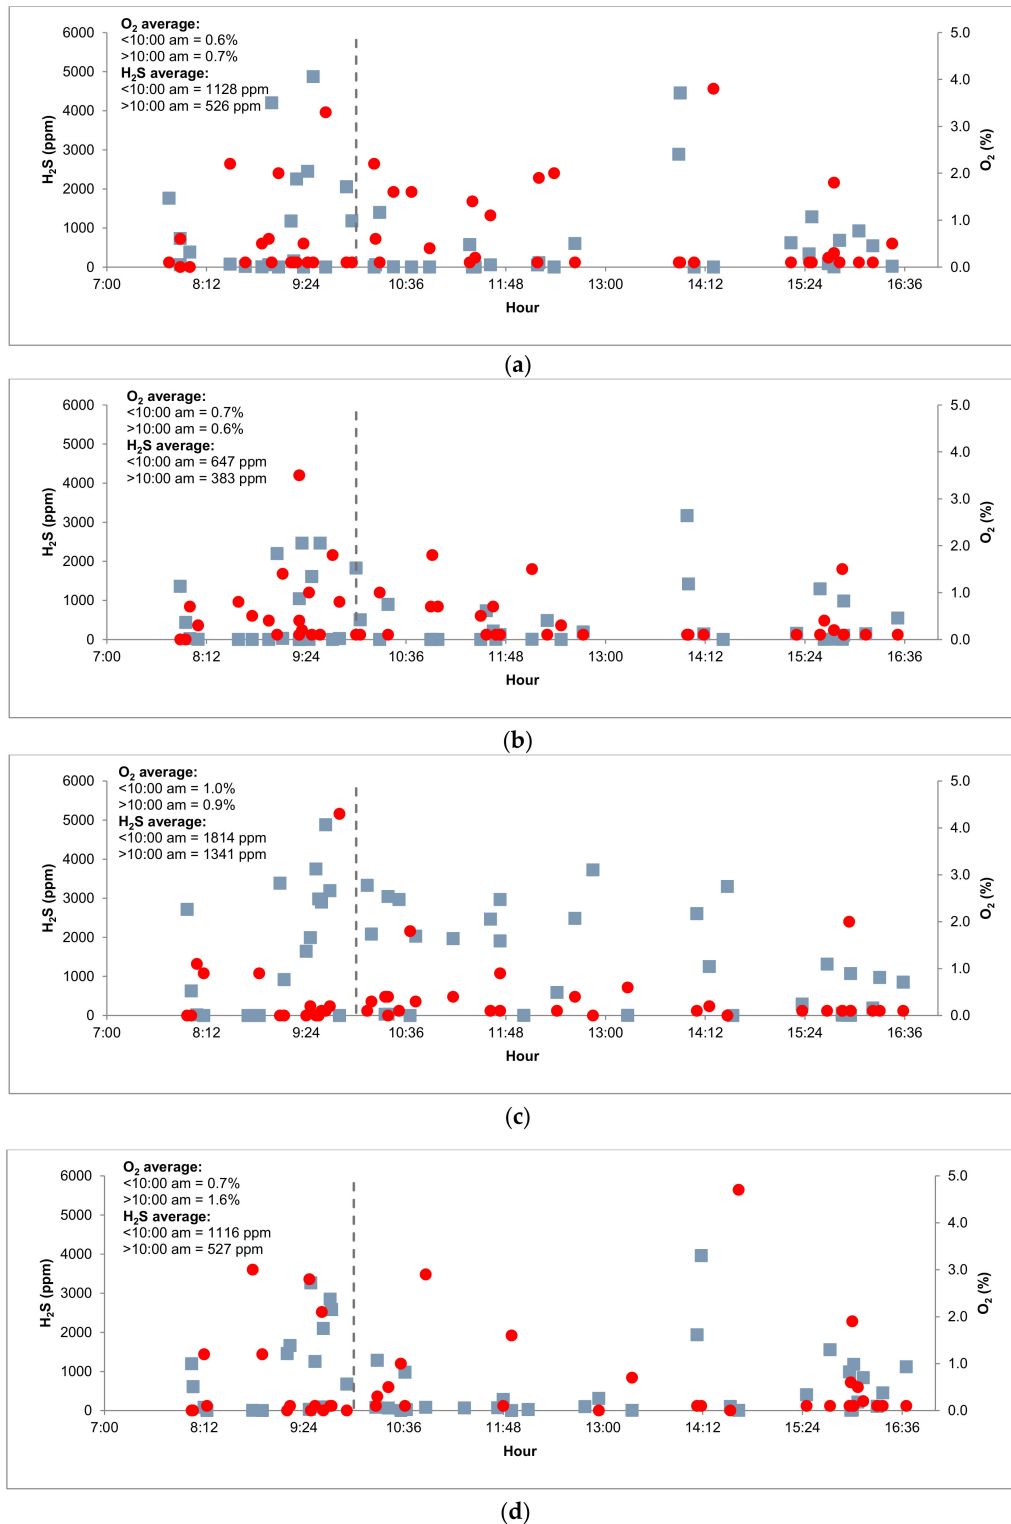 O2 average:
<10:00 am = 0.6%
>10:00 am = 0.7%
H2S average:
<10:00 am = 1128 ppm
>10:00 am = 526 ppm
6000 5000 4000 3000 2000 1000 0
H2S (ppm)
5.0 4.0 3.0 2.0 1.0 0.0
O2 (%)
7:00 8:12 9:24 10:36 11:48 13:00 14:12 15:24 16:36
Hour
(a)
O2 average:
<10:00 am = 0.7%
>10:00 am = 0.6%
H2S average:
<10:00 am = 647 ppm
>10:00 am = 383 ppm
6000 5000 4000 3000 2000 1000 0
H2S (ppm)
5.0 4.0 3.0 2.0 1.0 0.0
O2 (%)
7:00 8:12 9:24 10:36 11:48 13:00 14:12 15:24 16:36
Hour
(b)
O2 average:
<10:00 am = 1.0%
>10:00 am = 0.9%
H2S average:
<10:00 am = 1814 ppm
>10:00 am = 1341 ppm
6000 5000 4000 3000 2000 1000 0
H2S (ppm)
5.0 4.0 3.0 2.0 1.0 0.0
O2 (%)
7:00 8:12 9:24 10:36 11:48 13:00 14:12 15:24 16:36
Hour
(c)
O2 average:
<10:00 am = 0.7%
>10:00 am = 1.6%
H2S average:
<10:00 am = 1116 ppm
>10:00 am = 527 ppm
6000 5000 4000 3000 2000 1000 0
H2S (ppm)
5.0 4.0 3.0 2.0 1.0 0.0
O2 (%)
7:00 8:12 9:24 10:36 11:48 13:00 14:12 15:24 16:36
Hour
(d)